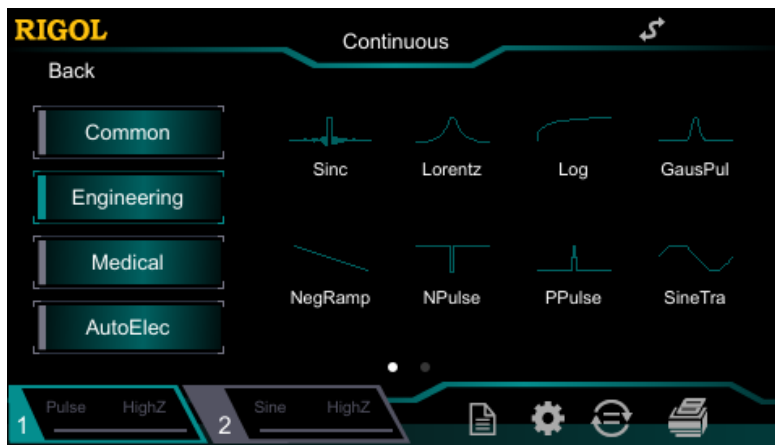 RIGOL
Continuous
Back
Common
Engineering
Medical
AutoElec
Sinc Lorentz Log GausPul
NegRamp NPulse PPulse SineTra
1 Pulse HighZ 2 Sine HighZ